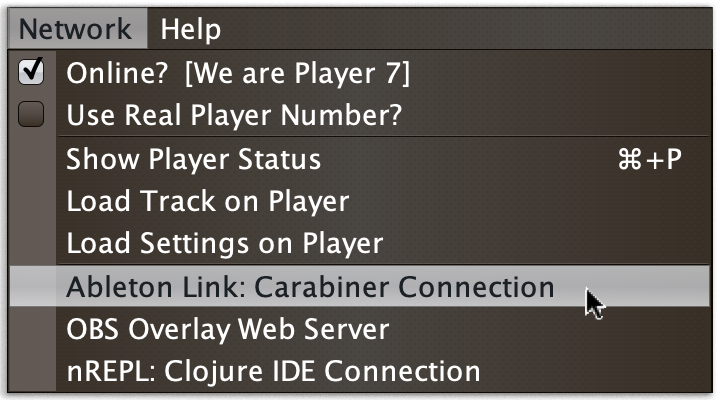 Network Help
Online? [We are Player 7]
Use Real Player Number?
Show Player Status ⌘+P
Load Track on Player
Load Settings on Player
Ableton Link: Carabiner Connection
OBS Overlay Web Server
nREPL: Clojure IDE Connection